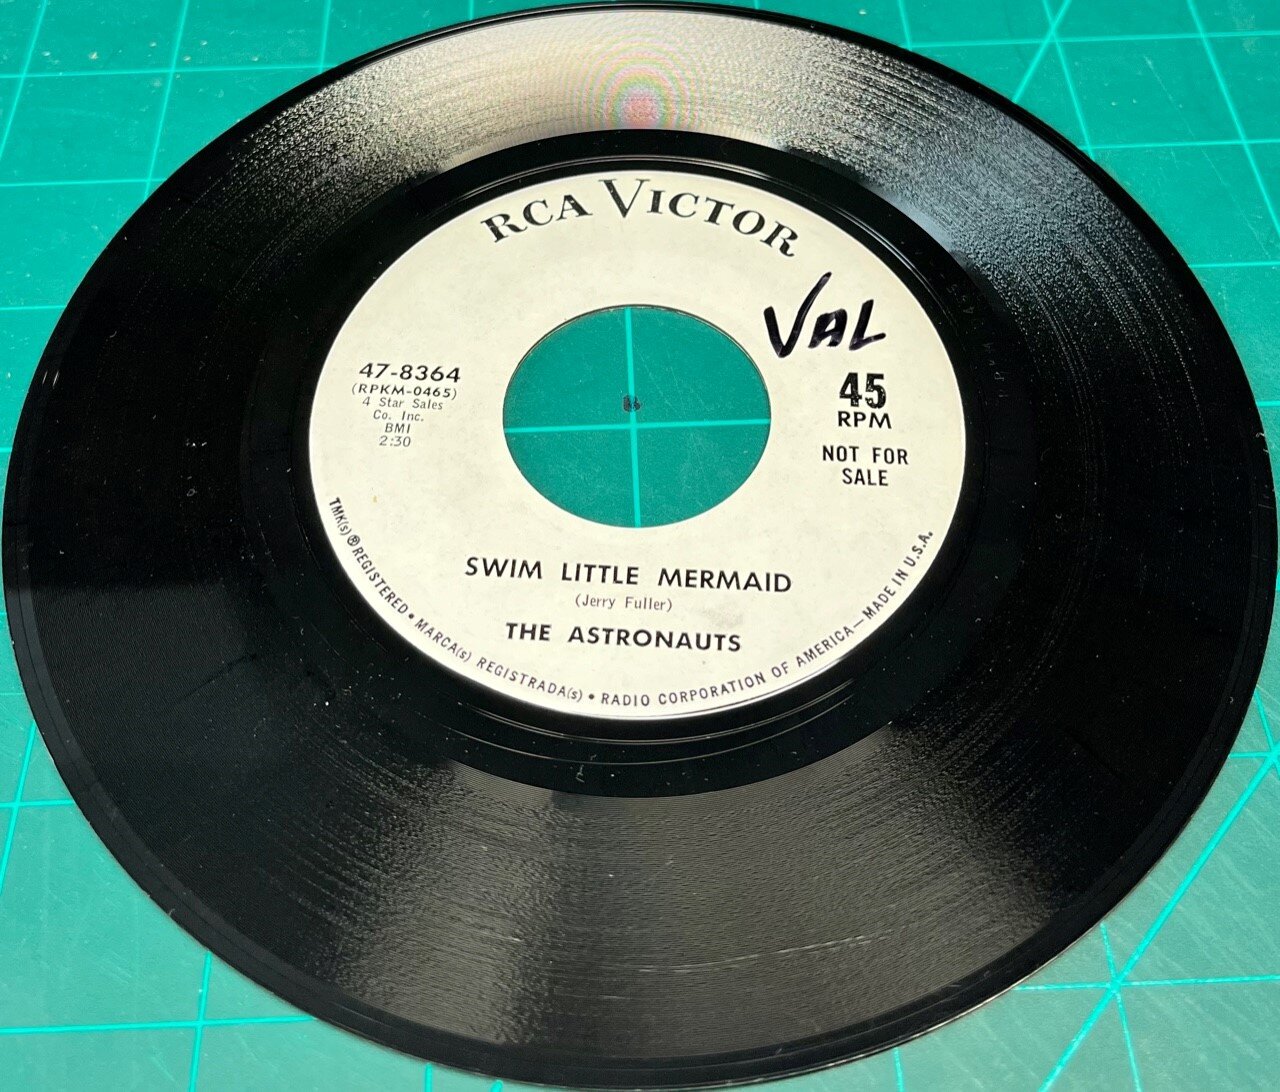 RCA VICTOR
VAL
47-8364
(RPKM-0465)
4 Star Sales
Co. Inc.
BMI
2:30
45
RPM
NOT FOR
SALE
SWIM LITTLE MERMAID
(Jerry Fuller)
THE ASTRONAUTS
TMK(s) ® REGISTERED • MARCA(s) REGISTRADA(s) • RADIO CORPORATION OF AMERICA — MADE IN U.S.A.